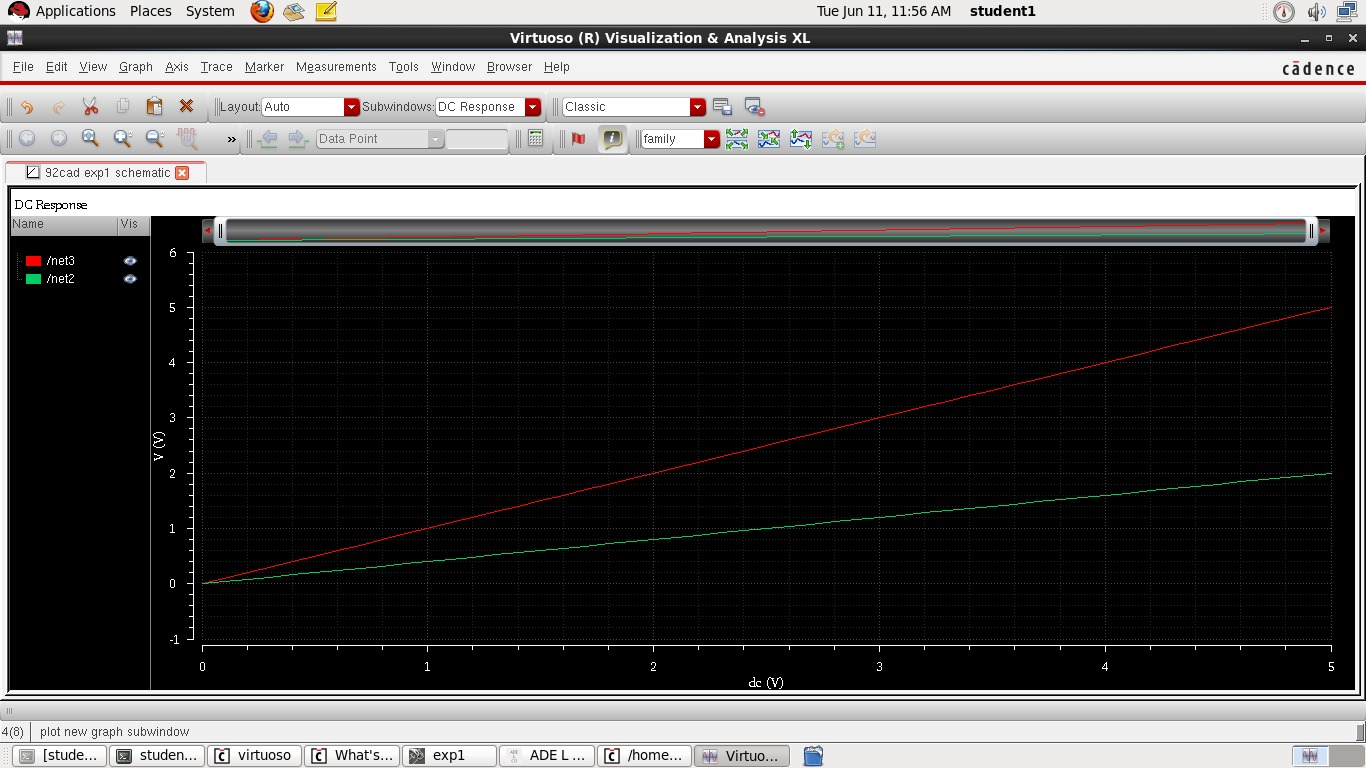 Applications Places System Tue Jun 11, 11:56 AM student1
Virtuoso (R) Visualization & Analysis XL
File Edit View Graph Axis Trace Marker Measurements Tools Window Browser Help cādence
Layout: Auto Subwindows: DC Response Classic
» Data Point family
92cad exp1 schematic
DC Response
Name Vis
/net3
/net2
6
5
4
3
2
1
0
-1
V (V)
0 1 2 3 4 5
dc (V)
4(8) plot new graph subwindow
[stude... studen... virtuoso What's... exp1 ADE L ... /home... Virtuo...